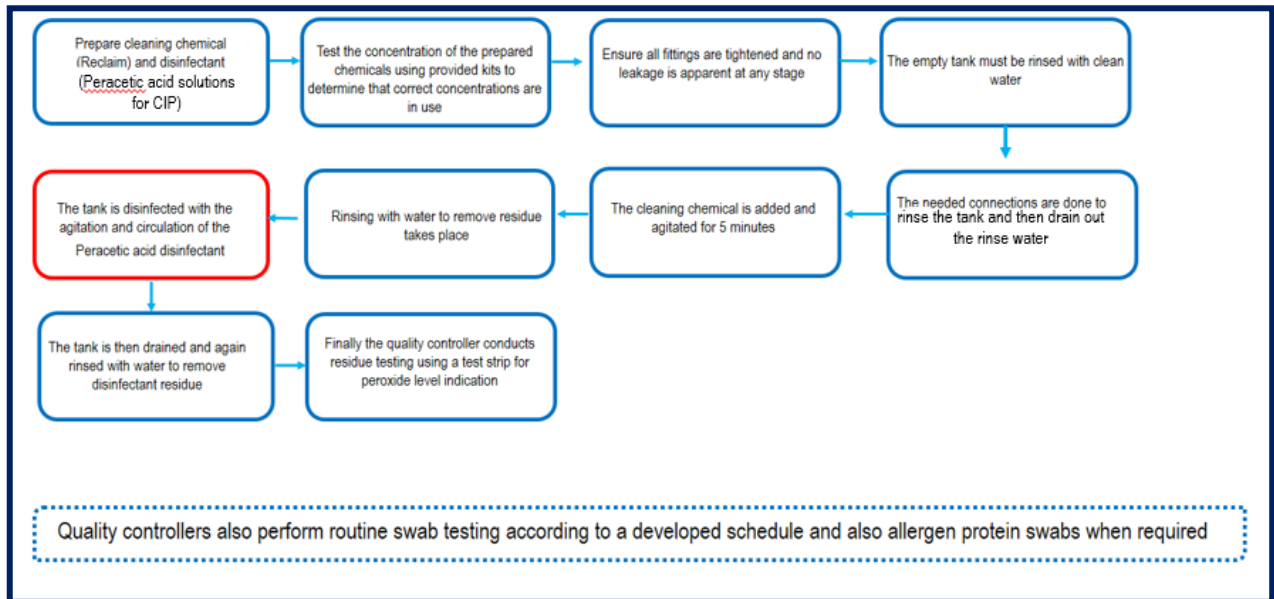 Prepare cleaning chemical
(Reclaim) and disinfectant
(Peracetic acid solutions
for CIP)
Test the concentration of the prepared
chemicals using provided kits to
determine that correct concentrations are
in use
Ensure all fittings are tightened and no
leakage is apparent at any stage
The empty tank must be rinsed with clean
water
The needed connections are done to
rinse the tank and then drain out
the rinse water
The cleaning chemical is added and
agitated for 5 minutes
Rinsing with water to remove residue
takes place
The tank is disinfected with the
agitation and circulation of the
Peracetic acid disinfectant
The tank is then drained and again
rinsed with water to remove
disinfectant residue
Finally the quality controller conducts
residue testing using a test strip for
peroxide level indication
Quality controllers also perform routine swab testing according to a developed schedule and also allergen protein swabs when required